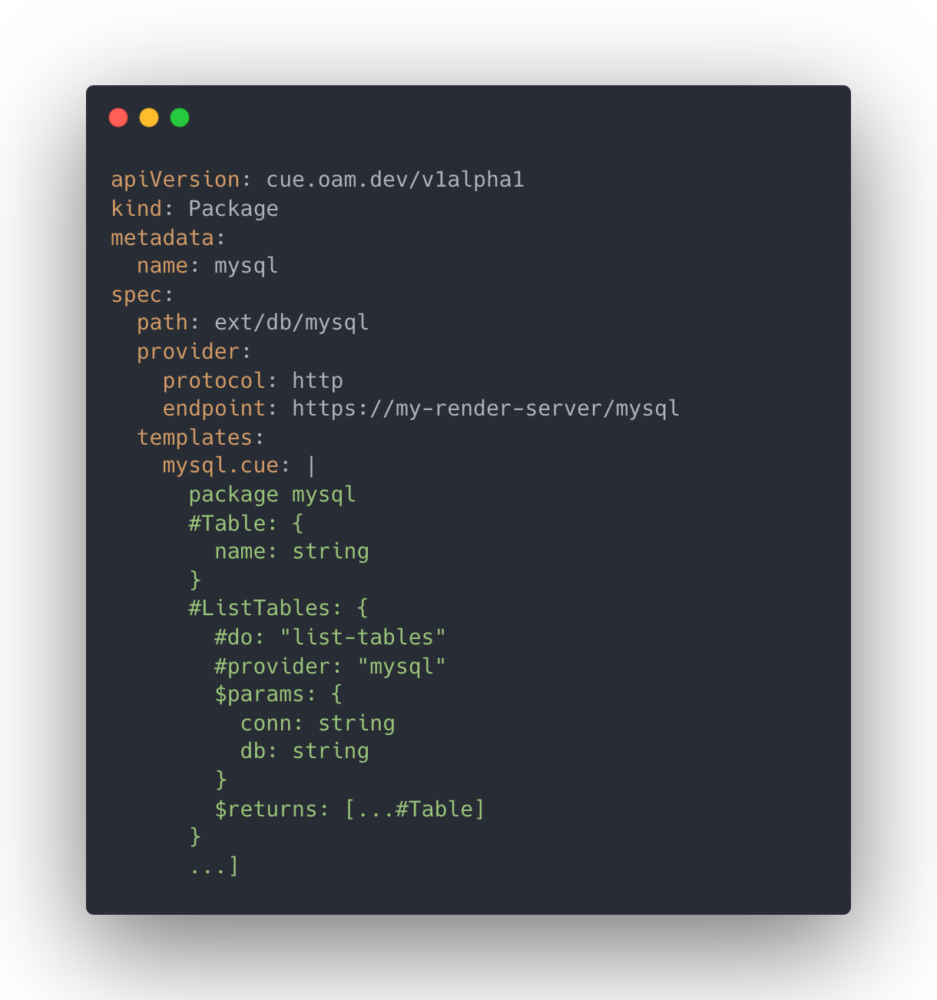 apiVersion: cue.oam.dev/v1alpha1
kind: Package
metadata:
  name: mysql
spec:
  path: ext/db/mysql
  provider:
    protocol: http
    endpoint: https://my-render-server/mysql
  templates:
    mysql.cue: |
      package mysql
      #Table: {
        name: string
      }
      #ListTables: {
        #do: "list-tables"
        #provider: "mysql"
        $params: {
          conn: string
          db: string
        }
        $returns: [...#Table]
      }
      ...]